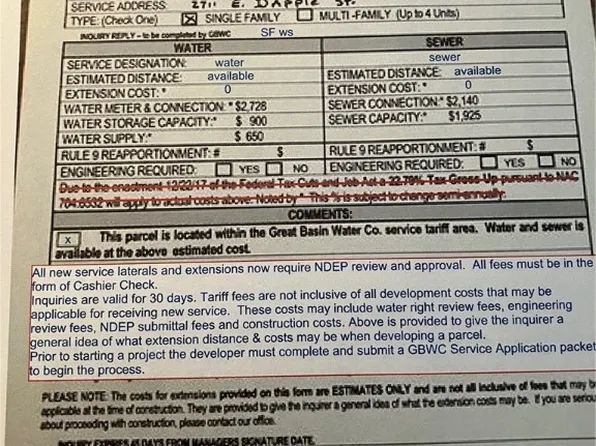 SERVICE ADDRESS: 2711 E. DAPPLE ST.
TYPE: (Check One) ☒ SINGLE FAMILY ☐ MULTI-FAMILY (Up to 4 Units)
INQUIRY REPLY - to be completed by GBWC SF ws
WATER
SERVICE DESIGNATION: water
ESTIMATED DISTANCE: available
EXTENSION COST: * 0
WATER METER & CONNECTION: * $2,728
WATER STORAGE CAPACITY:* $ 900
WATER SUPPLY:* $ 650
RULE 9 REAPPORTIONMENT: # $
ENGINEERING REQUIRED: ☐ YES ☐ NO
SEWER
sewer
ESTIMATED DISTANCE: available
EXTENSION COST: * 0
SEWER CONNECTION:* $2,140
SEWER CAPACITY:* $1,925
RULE 9 REAPPORTIONMENT: # $
ENGINEERING REQUIRED: ☐ YES ☐ NO
Due to the enactment 12/22/17 of the Federal Tax Cuts and Job Act a 22.79% Tax Gross Up pursuant to NAC
704.6532 will apply to actual costs above. Noted by *. This % is subject to change semi-annually.
COMMENTS:
x This parcel is located within the Great Basin Water Co. service tariff area. Water and sewer is
available at the above estimated cost.
All new service laterals and extensions now require NDEP review and approval. All fees must be in the
form of Cashier Check.
Inquiries are valid for 30 days. Tariff fees are not inclusive of all development costs that may be
applicable for receiving new service. These costs may include water right review fees, engineering
review fees, NDEP submittal fees and construction costs. Above is provided to give the inquirer a
general idea of what extension distance & costs may be when developing a parcel.
Prior to starting a project the developer must complete and submit a GBWC Service Application packet
to begin the process.
PLEASE NOTE: The costs for extensions provided on this form are ESTIMATES ONLY and are not all inclusive of fees that may be
applicable at the time of construction. They are provided to give the inquirer a general idea of what the extension costs may be. If you are seriou
about proceeding with construction, please contact our office.
INQUIRY EXPIRES 45 DAYS FROM MANAGERS SIGNATURE DATE